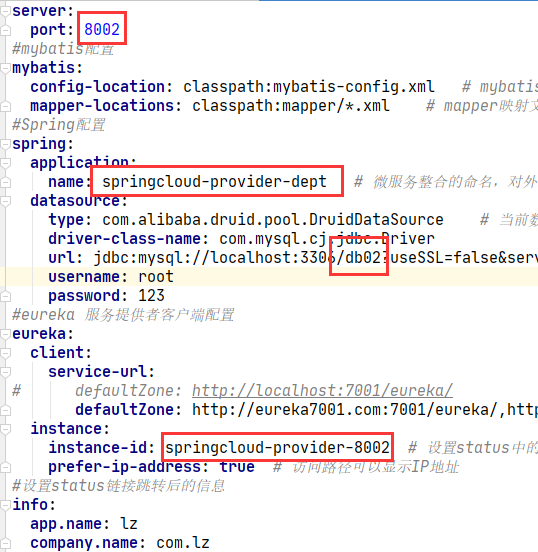 server:
  port: 8002
#mybatis配置
mybatis:
  config-location: classpath:mybatis-config.xml   # mybatis
  mapper-locations: classpath:mapper/*.xml    # mapper映射文
#Spring配置
spring:
  application:
    name: springcloud-provider-dept   # 微服务整合的命名，对外
  datasource:
    type: com.alibaba.druid.pool.DruidDataSource    # 当前数
    driver-class-name: com.mysql.cj.jdbc.Driver
    url: jdbc:mysql://localhost:3306/db02?useSSL=false&serv
    username: root
    password: 123
#eureka 服务提供者客户端配置
eureka:
  client:
    service-url:
#      defaultZone: http://localhost:7001/eureka/
      defaultZone: http://eureka7001.com:7001/eureka/,http
  instance:
    instance-id: springcloud-provider-8002  # 设置status中的
    prefer-ip-address: true  # 访问路径可以显示IP地址
#设置status链接跳转后的信息
info:
  app.name: lz
  company.name: com.lz